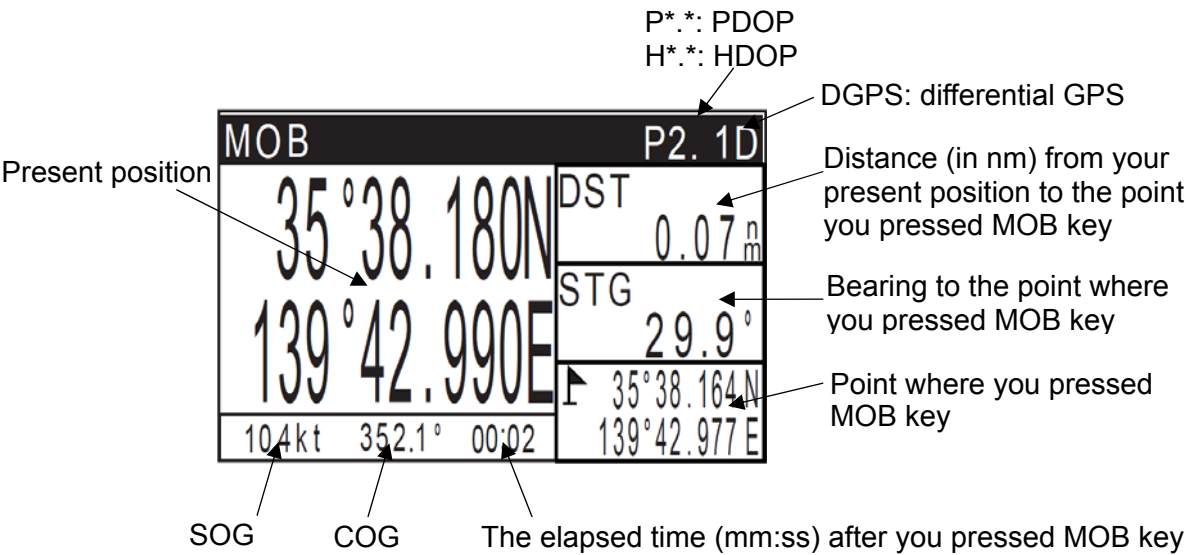 P*.*: PDOP
H*.*: HDOP
DGPS: differential GPS
MOB
P2. 1D
Present position
35°38.180N
139°42.990E
DST
0.07 nm
Distance (in nm) from your
present position to the point
you pressed MOB key
STG
29.9°
Bearing to the point where
you pressed MOB key
35°38.164 N
139°42.977 E
Point where you pressed
MOB key
10.4kt 352.1° 00:02
SOG
COG
The elapsed time (mm:ss) after you pressed MOB key